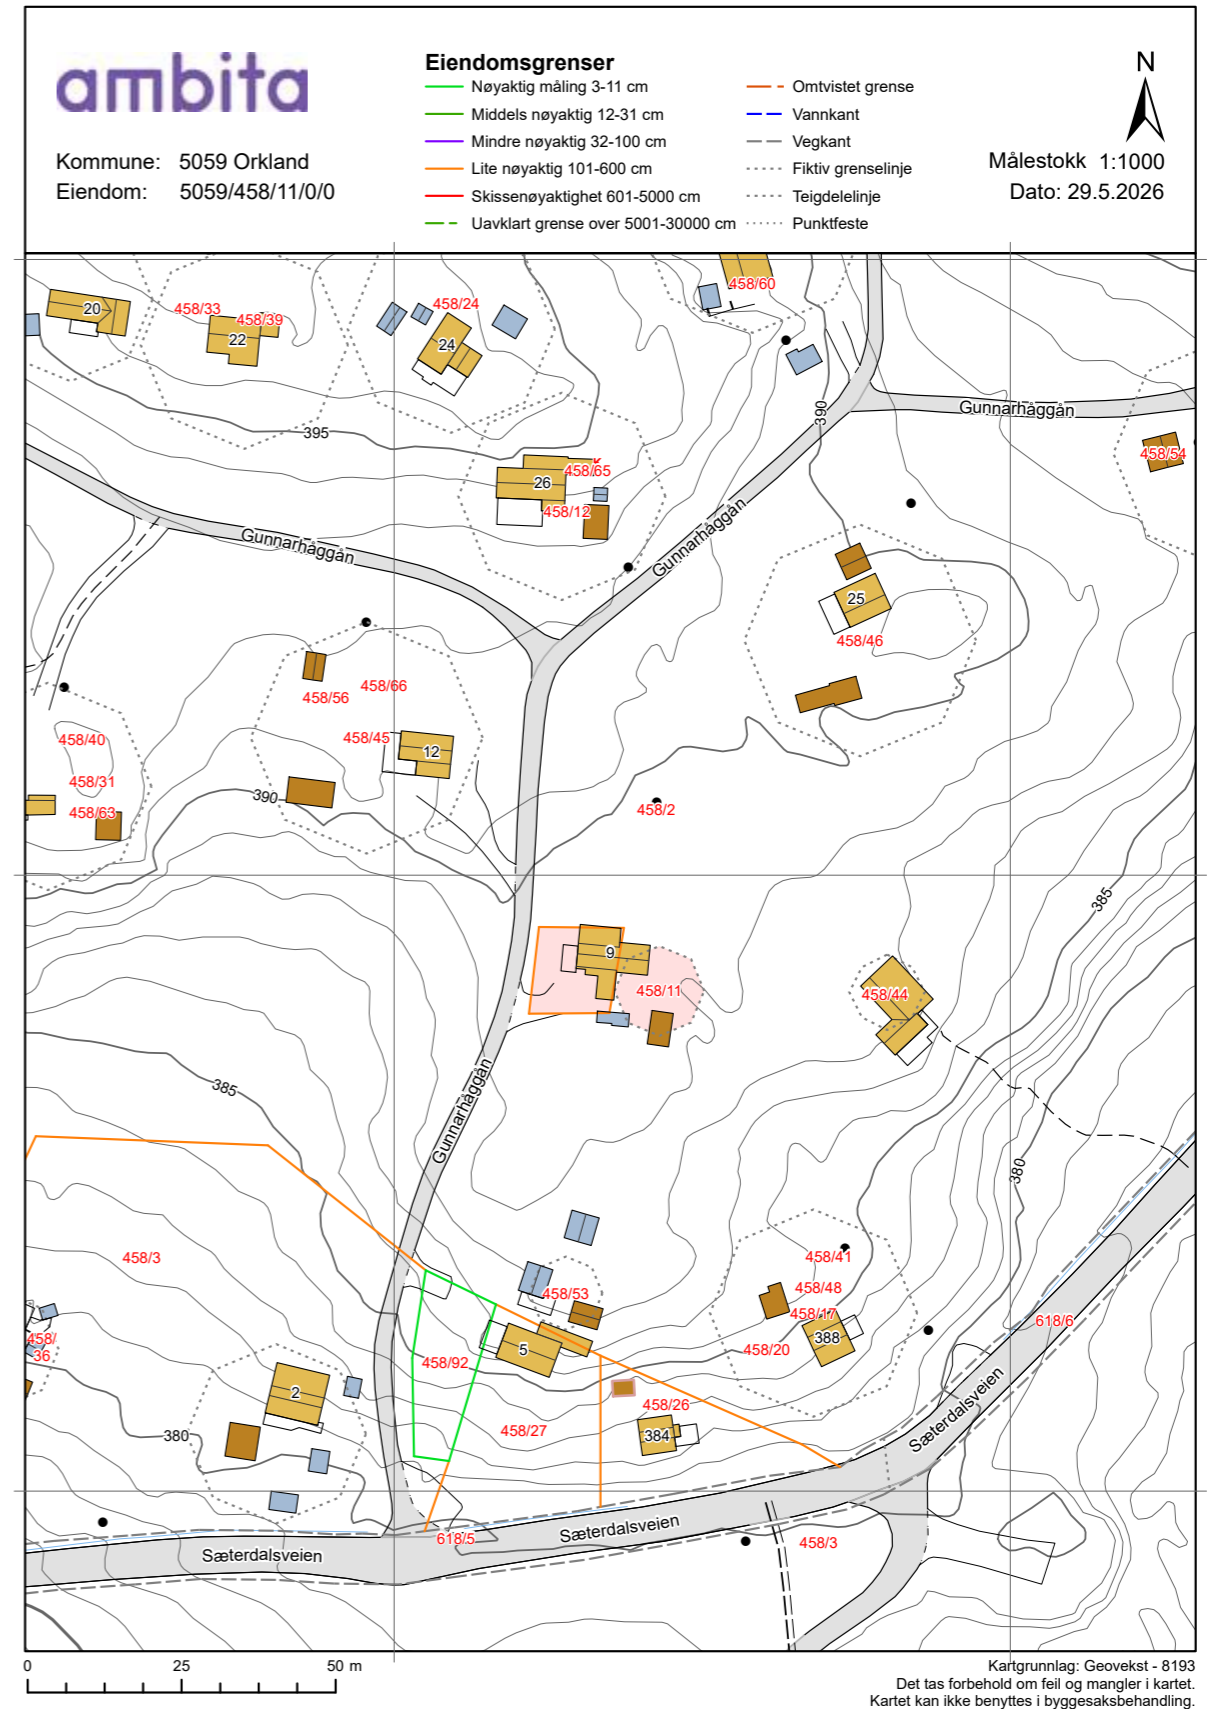 ambita
Kommune: 5059 Orkland
Eiendom: 5059/458/11/0/0
Eiendomsgrenser
Nøyaktig måling 3-11 cm
Middels nøyaktig 12-31 cm
Mindre nøyaktig 32-100 cm
Lite nøyaktig 101-600 cm
Skissenøyaktighet 601-5000 cm
Uavklart grense over 5001-30000 cm
Omtvistet grense
Vannkant
Vegkant
Fiktiv grenselinje
Teigdelelinje
Punktfeste
N
Målestokk 1:1000
Dato: 29.5.2026
458/60
20
458/33
458/39
22
458/24
24
390
Gunnarhåggån
395
458/54
458/65
26
458/12
Gunnarhåggån
Gunnarhåggån
25
458/46
458/66
458/56
458/45
12
458/40
458/31
458/63
390
458/2
385
9
458/11
458/44
385
Gunnarhåggån
380
458/3
458/41
458/48
458/17
388
458/20
618/6
458/53
5
458/92
458/
36
2
458/27
458/26
384
380
Sæterdalsveien
618/5
Sæterdalsveien
458/3
Sæterdalsveien
0 25 50 m
Kartgrunnlag: Geovekst - 8193
Det tas forbehold om feil og mangler i kartet.
Kartet kan ikke benyttes i byggesaksbehandling.